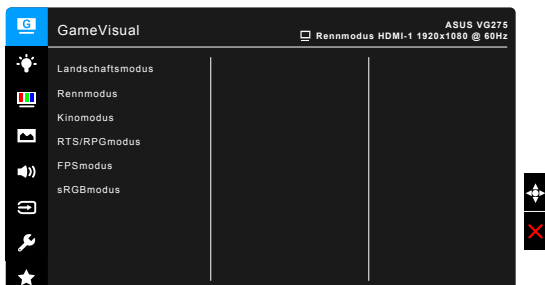 G
GameVisual
ASUS VG275
Rennmodus HDMI-1 1920x1080 @ 60Hz
Landschaftsmodus
Rennmodus
Kinomodus
RTS/RPGmodus
FPSmodus
sRGBmodus